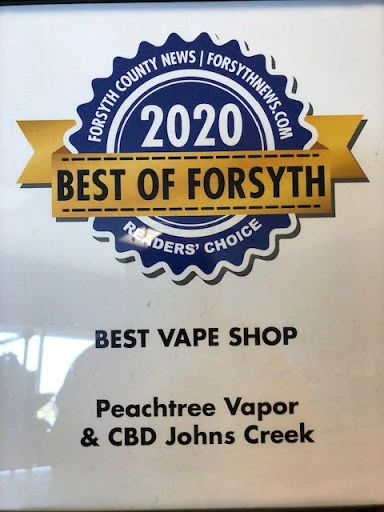 FORSYTH COUNTY NEWS | FORSYTHNEWS.COM
2020
BEST OF FORSYTH
READERS' CHOICE
BEST VAPE SHOP
Peachtree Vapor
& CBD Johns Creek